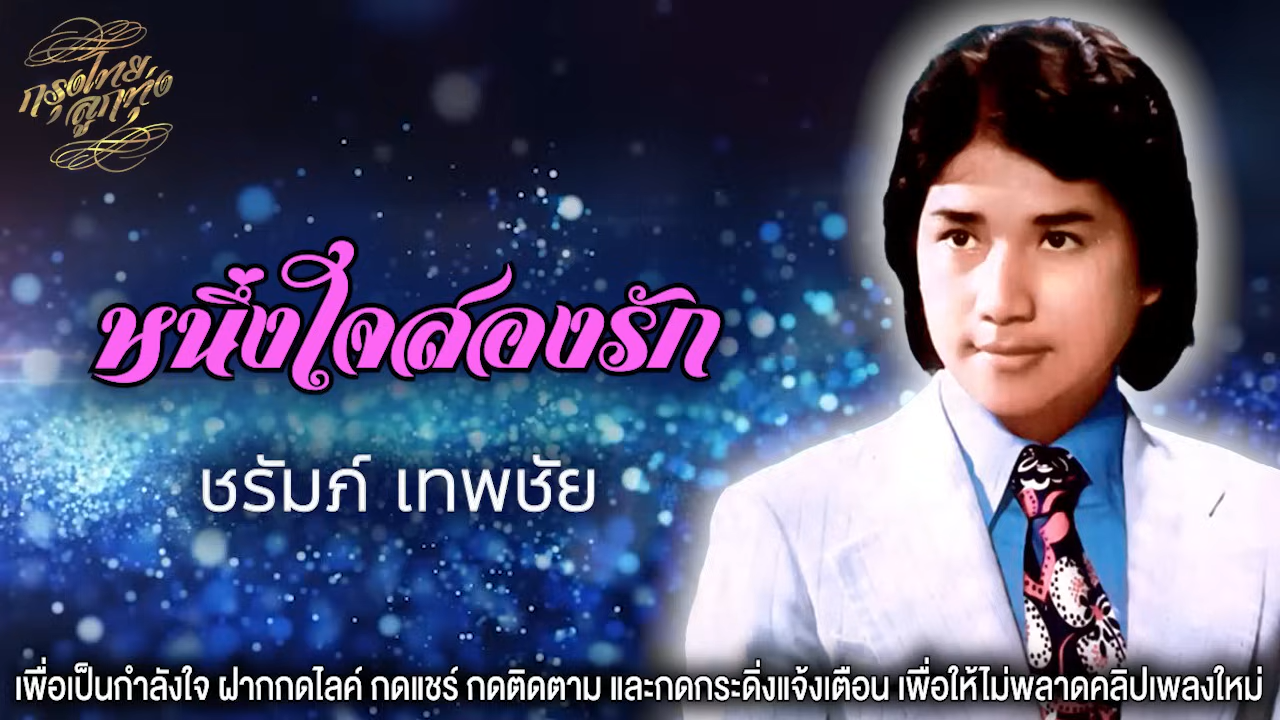 กรุงไทย
ลูกทุ่ง
หนึ่งใจสองรัก
ชรัมภ์ เทพชัย
เพื่อเป็นกำลังใจ ฝากกดไลค์ กดแชร์ กดติดตาม และกดกระดิ่งแจ้งเตือน เพื่อให้ไม่พลาดคลิปเพลงใหม่